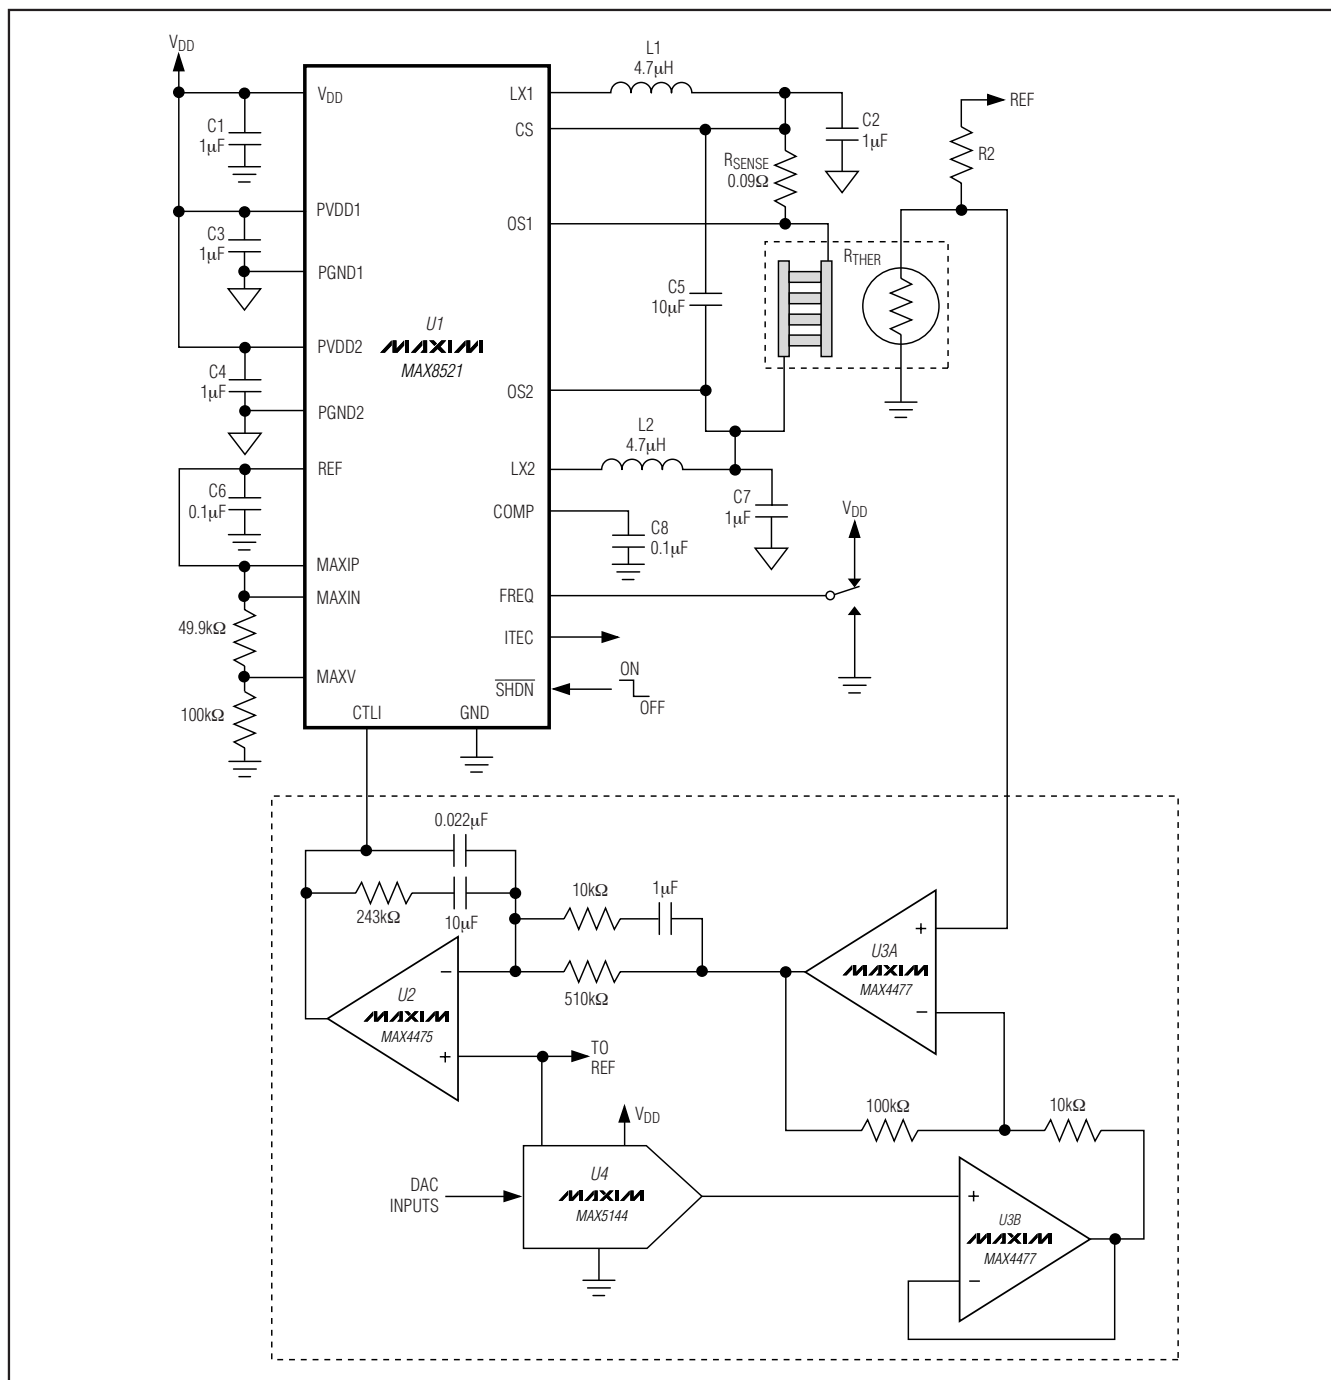 VDD
C1
1µF
C3
1µF
C4
1µF
C6
0.1µF
49.9kΩ
100kΩ
VDD
PVDD1
PGND1
PVDD2
PGND2
REF
MAXIP
MAXIN
MAXV
CTLI
GND
U1
MAXIM
MAX8521
LX1
CS
OS1
OS2
LX2
COMP
FREQ
ITEC
SHDN
L1
4.7µH
C2
1µF
RSENSE
0.09Ω
REF
R2
RTHER
C5
10µF
L2
4.7µH
C7
1µF
C8
0.1µF
VDD
ON
OFF
0.022µF
243kΩ
10µF
10kΩ
1µF
510kΩ
−
U2
MAXIM
MAX4475
+
TO
REF
+
U3A
MAXIM
MAX4477
−
100kΩ
10kΩ
VDD
DAC
INPUTS
U4
MAXIM
MAX5144
+
U3B
MAXIM
MAX4477
−